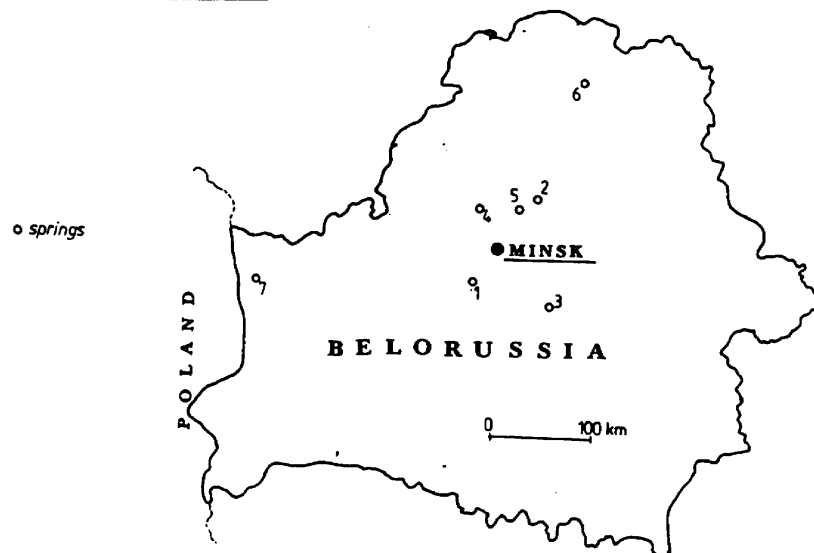 6
5 2
4
springs
MINSK
7
1
3
POLAND
BELORUSSIA
0 100 km